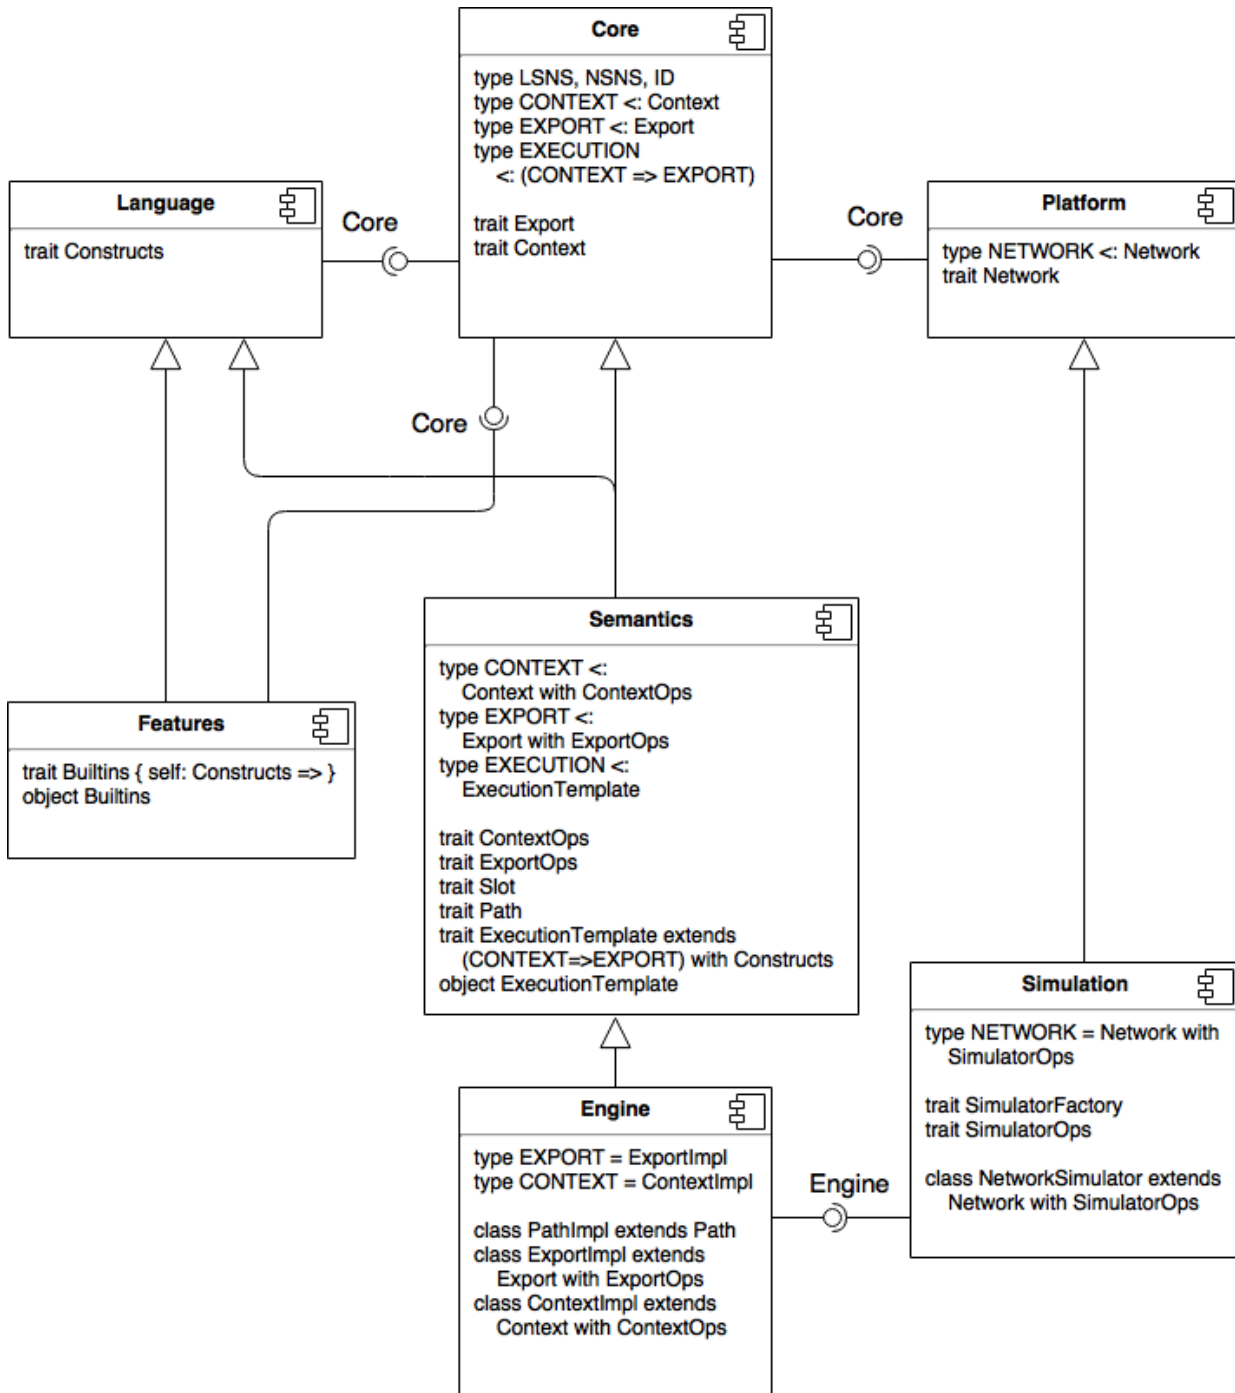 Core
type LSNS, NSNS, ID
type CONTEXT <: Context
type EXPORT <: Export
type EXECUTION
<: (CONTEXT => EXPORT)
trait Export
trait Context
Language
trait Constructs
Core
Core
Platform
type NETWORK <: Network
trait Network
Core
Semantics
type CONTEXT <:
Context with ContextOps
type EXPORT <:
Export with ExportOps
type EXECUTION <:
ExecutionTemplate
trait ContextOps
trait ExportOps
trait Slot
trait Path
trait ExecutionTemplate extends
(CONTEXT=>EXPORT) with Constructs
object ExecutionTemplate
Features
trait Builtins { self: Constructs => }
object Builtins
Simulation
type NETWORK = Network with
SimulatorOps
trait SimulatorFactory
trait SimulatorOps
class NetworkSimulator extends
Network with SimulatorOps
Engine
type EXPORT = ExportImpl
type CONTEXT = ContextImpl
class PathImpl extends Path
class ExportImpl extends
Export with ExportOps
class ContextImpl extends
Context with ContextOps
Engine